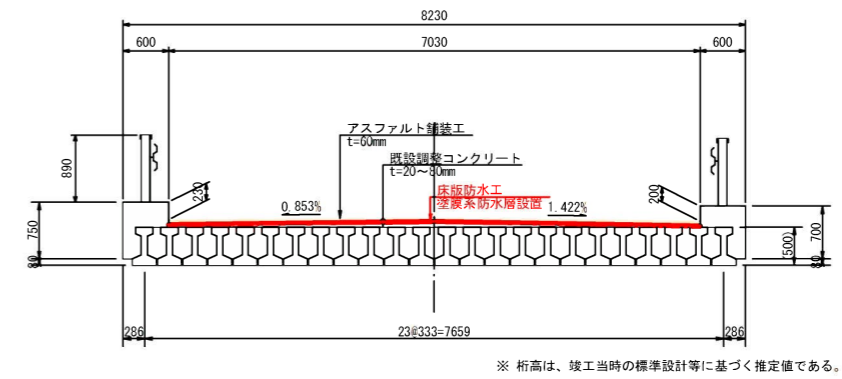 8230
600
7030
600
アスファルト舗装工
t=60mm
既設調整コンクリート
t=20～80mm
床版防水工
塗膜系防水層設置
890
230
0.853%
1.422%
200
750
80
(500)
700
80
286
23@333=7659
286
※ 桁高は、竣工当時の標準設計等に基づく推定値である。